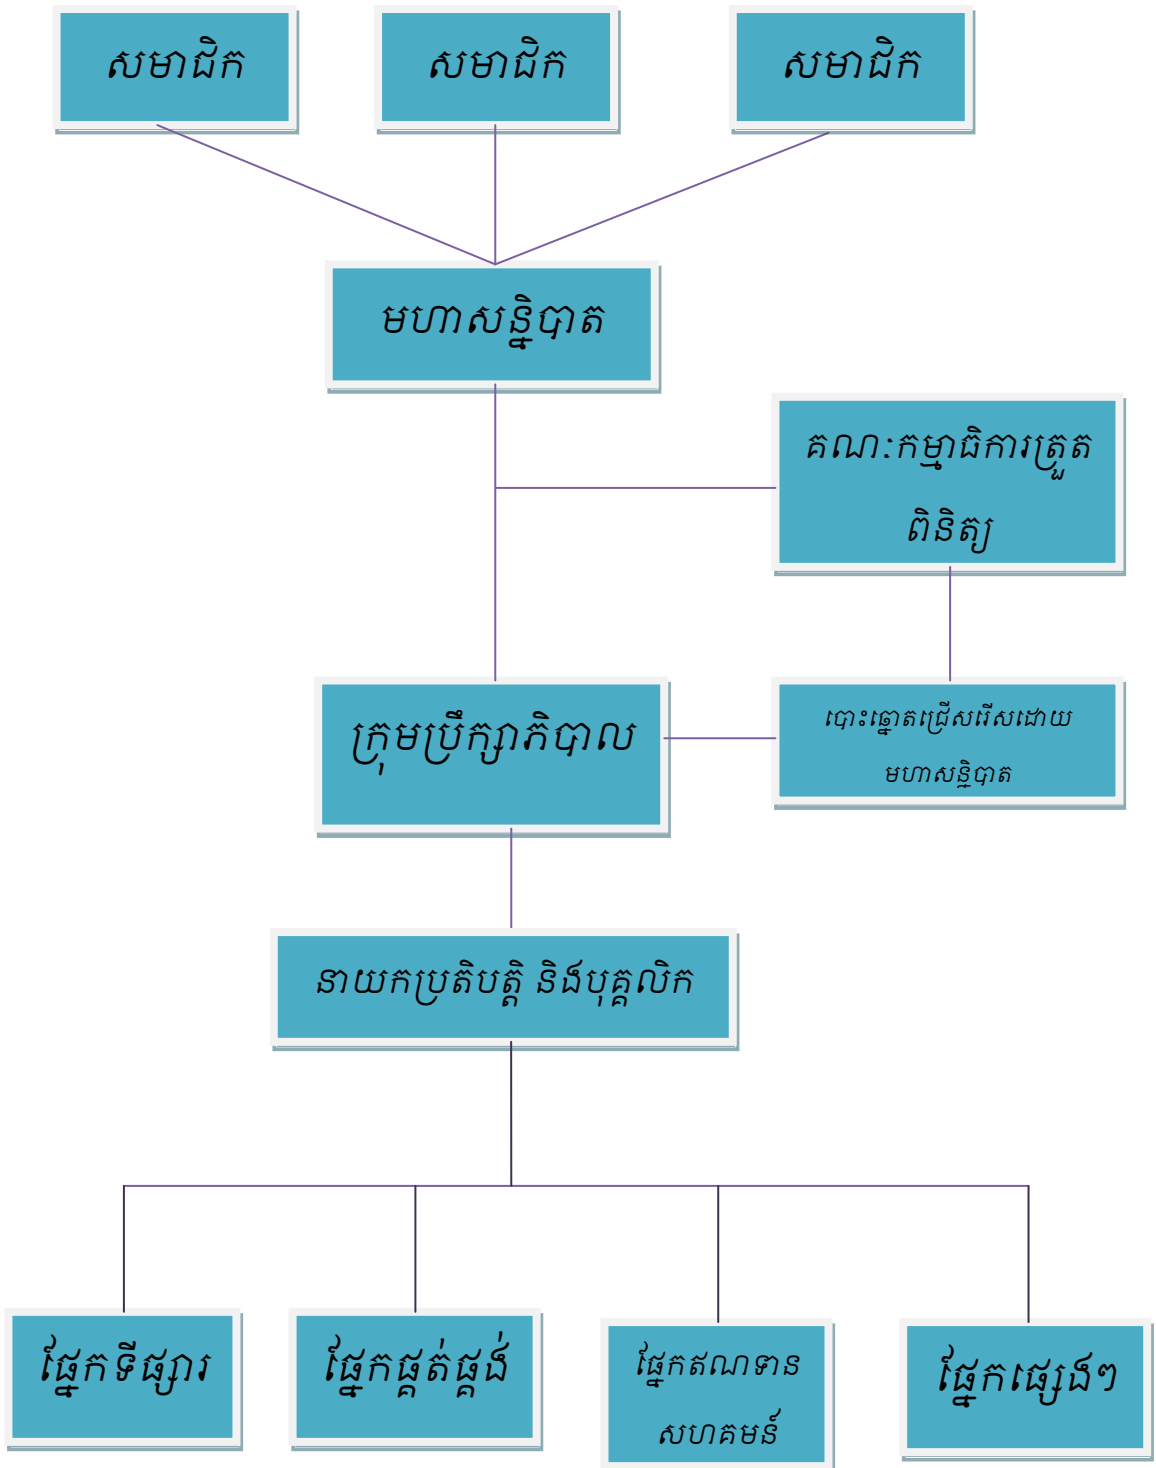 សមាជិក
សមាជិក
សមាជិក
មហាសន្និបាត
គណៈកម្មាធិការត្រួត
ពិនិត្យ
ក្រុមប្រឹក្សាភិបាល
បោះឆ្នោតជ្រើសរើសដោយ
មហាសន្និបាត
នាយកប្រតិបត្តិ និងបុគ្គលិក
ផ្នែកទីផ្សារ
ផ្នែកផ្គត់ផ្គង់
ផ្នែកឥណទាន
សហគមន៍
ផ្នែកផ្សេងៗ